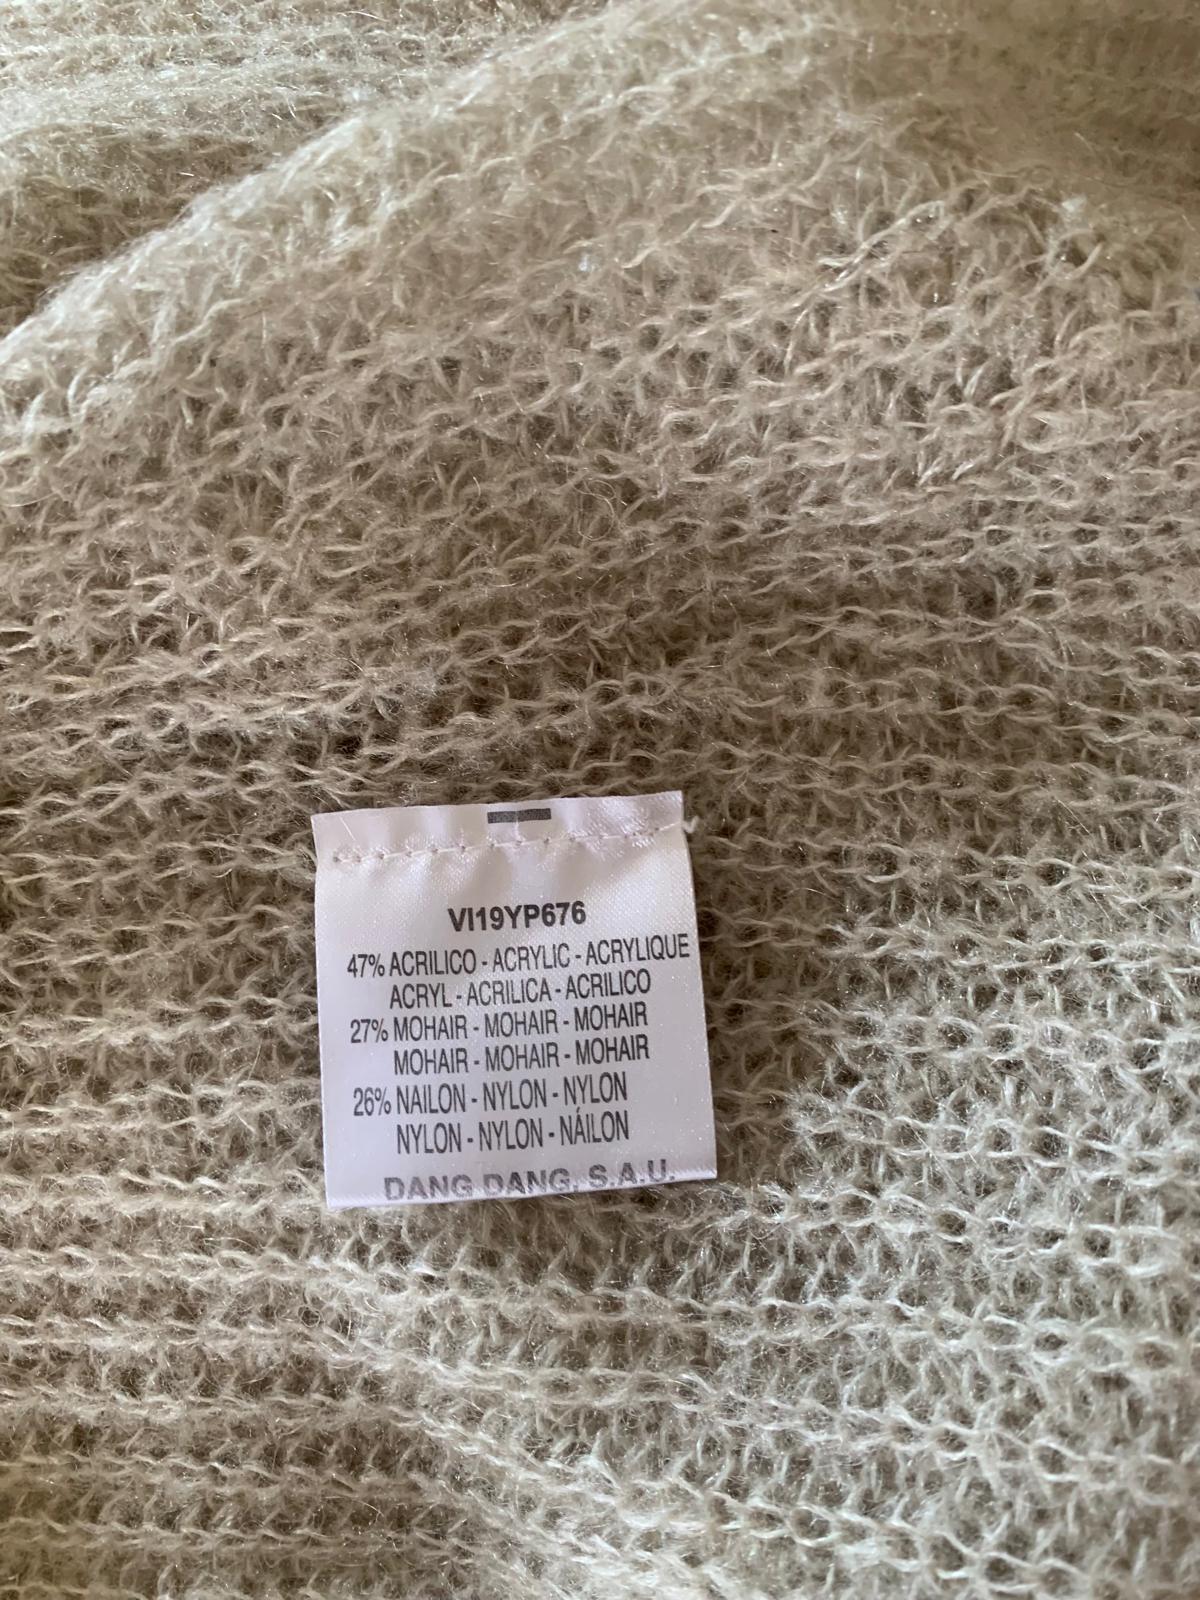 VI19YP676
47% ACRILICO - ACRYLIC - ACRYLIQUE
ACRYL - ACRILICA - ACRILICO
27% MOHAIR - MOHAIR - MOHAIR
MOHAIR - MOHAIR - MOHAIR
26% NAILON - NYLON - NYLON
NYLON - NYLON - NÁILON
DANG DANG, S.A.U.